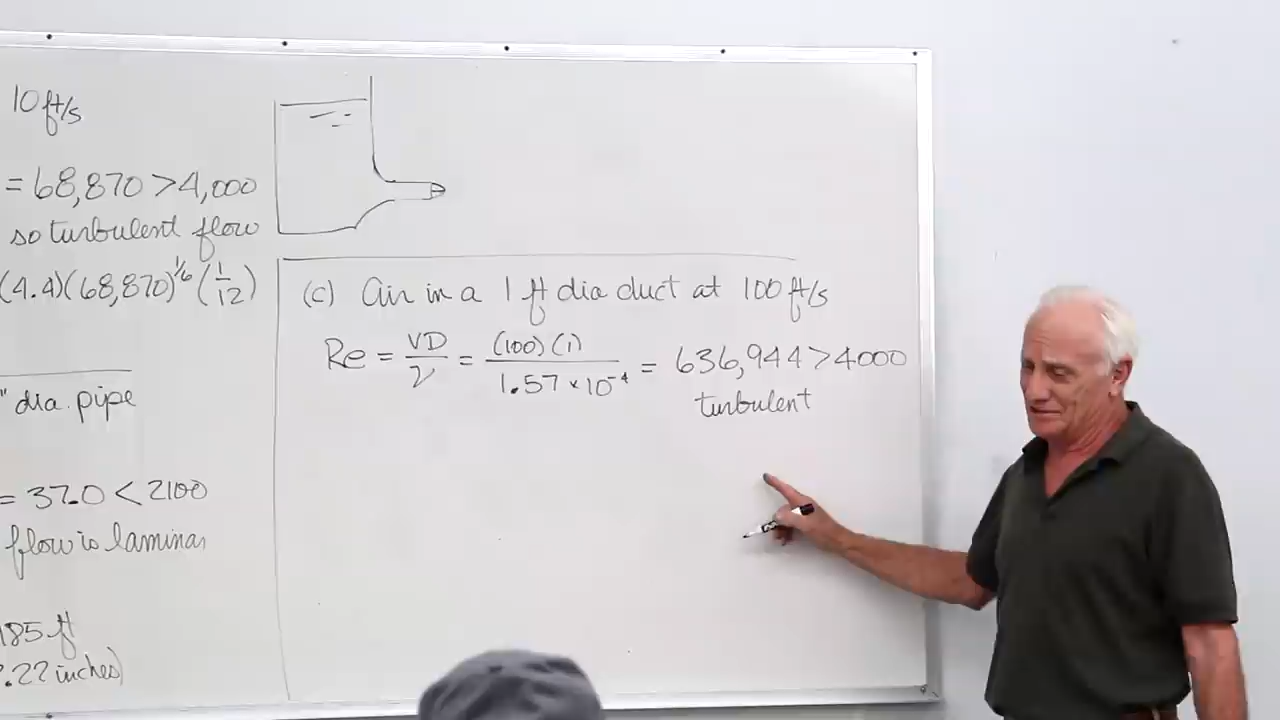 10 ft/s
= 68,870 > 4,000
so turbulent flow
(4.4)(68,870)^1/6 (1/12)
" dia. pipe
= 37.0 < 2100
flow is laminar
185 ft
.22 inches)
(c) Air in a 1 ft dia duct at 100 ft/s
Re = VD/ν = (100)(1)/1.57 × 10^-4 = 636,944 > 4000
turbulent